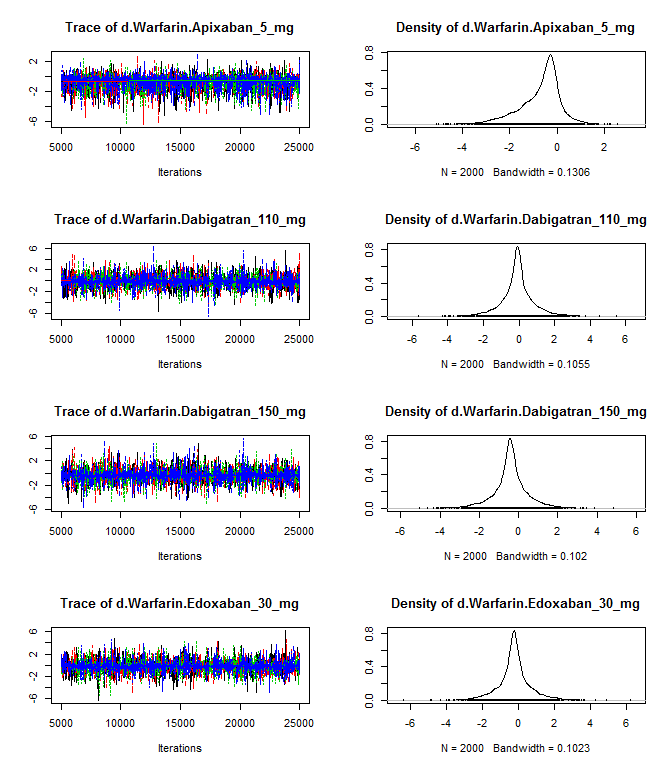 Trace of d.Warfarin.Apixaban_5_mg
Density of d.Warfarin.Apixaban_5_mg
2
-2
-6
5000 10000 15000 20000 25000
Iterations
0.8
0.4
0.0
-6 -4 -2 0 2
N = 2000 Bandwidth = 0.1306
Trace of d.Warfarin.Dabigatran_110_mg
Density of d.Warfarin.Dabigatran_110_mg
6
2
-2
-6
5000 10000 15000 20000 25000
Iterations
0.8
0.4
0.0
-6 -4 -2 0 2 4 6
N = 2000 Bandwidth = 0.1055
Trace of d.Warfarin.Dabigatran_150_mg
Density of d.Warfarin.Dabigatran_150_mg
6
2
-2
-6
5000 10000 15000 20000 25000
Iterations
0.8
0.4
0.0
-6 -4 -2 0 2 4 6
N = 2000 Bandwidth = 0.102
Trace of d.Warfarin.Edoxaban_30_mg
Density of d.Warfarin.Edoxaban_30_mg
6
2
-2
-6
5000 10000 15000 20000 25000
Iterations
0.8
0.4
0.0
-6 -4 -2 0 2 4 6
N = 2000 Bandwidth = 0.1023